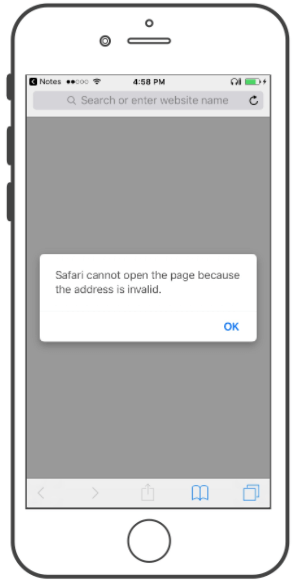 Notes 4:58 PM
Search or enter website name
Safari cannot open the page because
the address is invalid.
OK